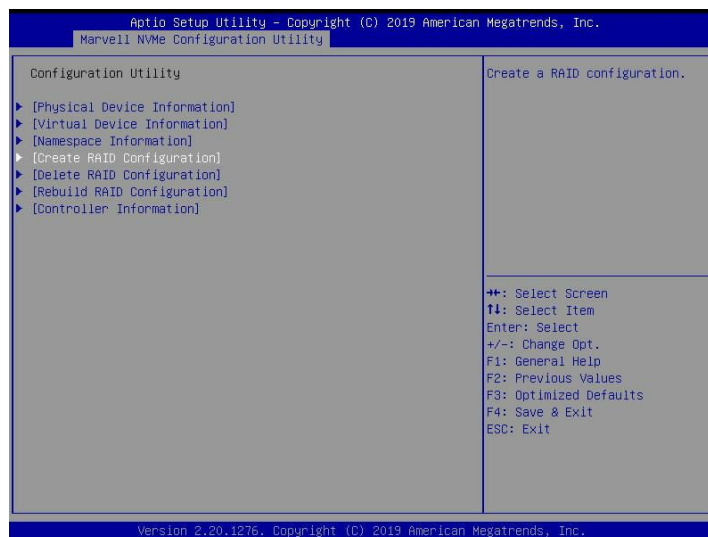 Aptio Setup Utility – Copyright (C) 2019 American Megatrends, Inc.
Marvell NVMe Configuration Utility
Configuration Utility
[Physical Device Information]
[Virtual Device Information]
[Namespace Information]
[Create RAID Configuration]
[Delete RAID Configuration]
[Rebuild RAID Configuration]
[Controller Information]
Create a RAID configuration.
→←: Select Screen
↑↓: Select Item
Enter: Select
+/-: Change Opt.
F1: General Help
F2: Previous Values
F3: Optimized Defaults
F4: Save & Exit
ESC: Exit
Version 2.20.1276. Copyright (C) 2019 American Megatrends, Inc.